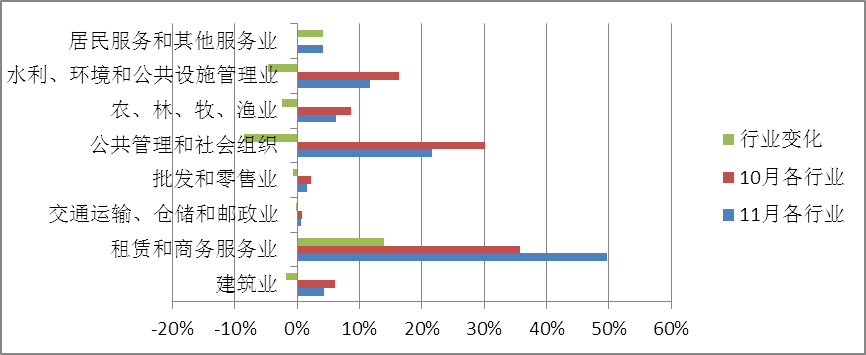 居民服务和其他服务业
水利、环境和公共设施管理业
农、林、牧、渔业
公共管理和社会组织
批发和零售业
交通运输、仓储和邮政业
租赁和商务服务业
建筑业
-20% -10% 0% 10% 20% 30% 40% 50% 60%
行业变化
10月各行业
11月各行业